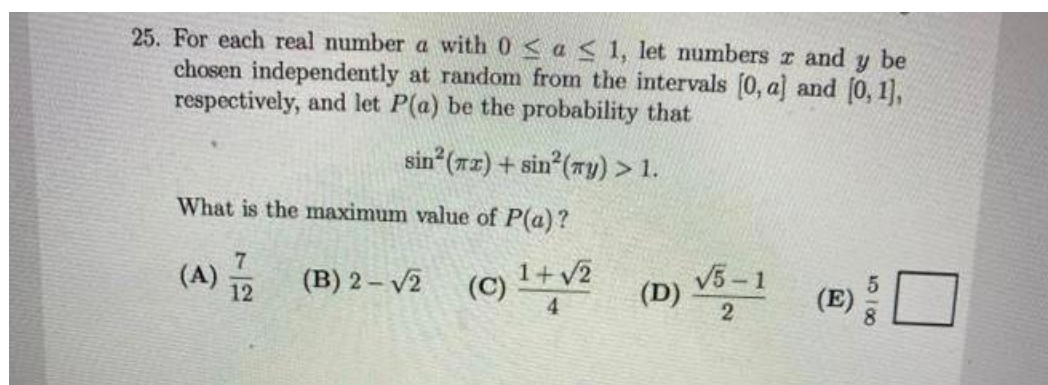 25. For each real number a with 0 ≤ a ≤ 1, let numbers x and y be
chosen independently at random from the intervals [0, a] and [0, 1],
respectively, and let P(a) be the probability that
sin²(πx) + sin²(πy) > 1.
What is the maximum value of P(a)?
(A) 7/12 (B) 2 − √2 (C) (1 + √2)/4 (D) (√5 − 1)/2 (E) 5/8